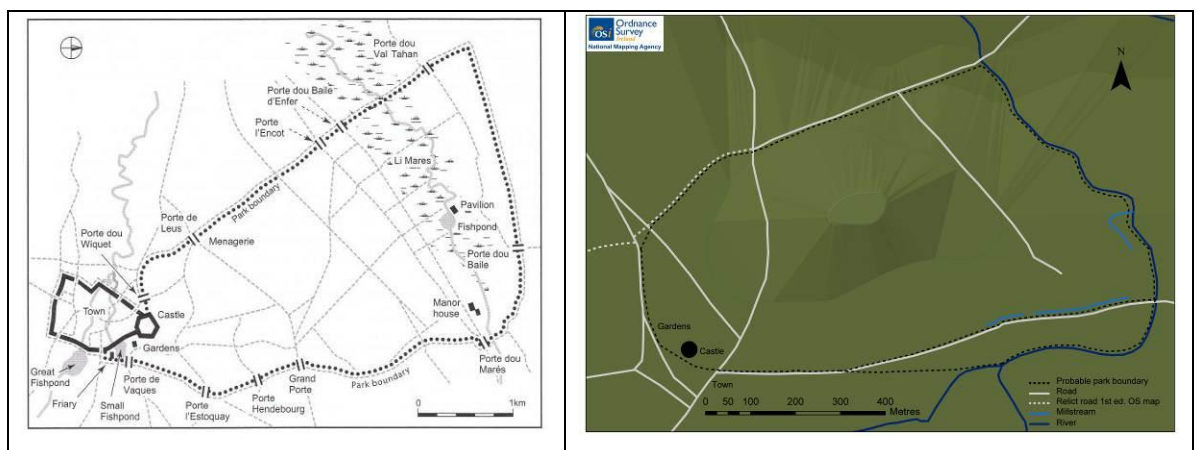 Porte dou
Val Tahan
Porte dou Baile
d'Enfer
Porte
l'Encot
Li Mares
Park boundary
Pavilion
Fishpond
Porte de
Leus
Menagerie
Porte dou
Wiquet
Porte dou
Baile
Town
Castle
Manor
house
Gardens
Great
Fishpond
Friary
Porte de
Vaques
Small
Fishpond
Porte
l'Estoquay
Porte
Hendebourg
Grand
Porte
Park boundary
Porte dou
Marés
0 1km
OSi
Ordnance
Survey
Ireland
National Mapping Agency
N
Gardens
Castle
Town
0 50 100 200 300 400
Metres
Probable park boundary
Road
Relict road 1st ed. OS map
Millstream
River